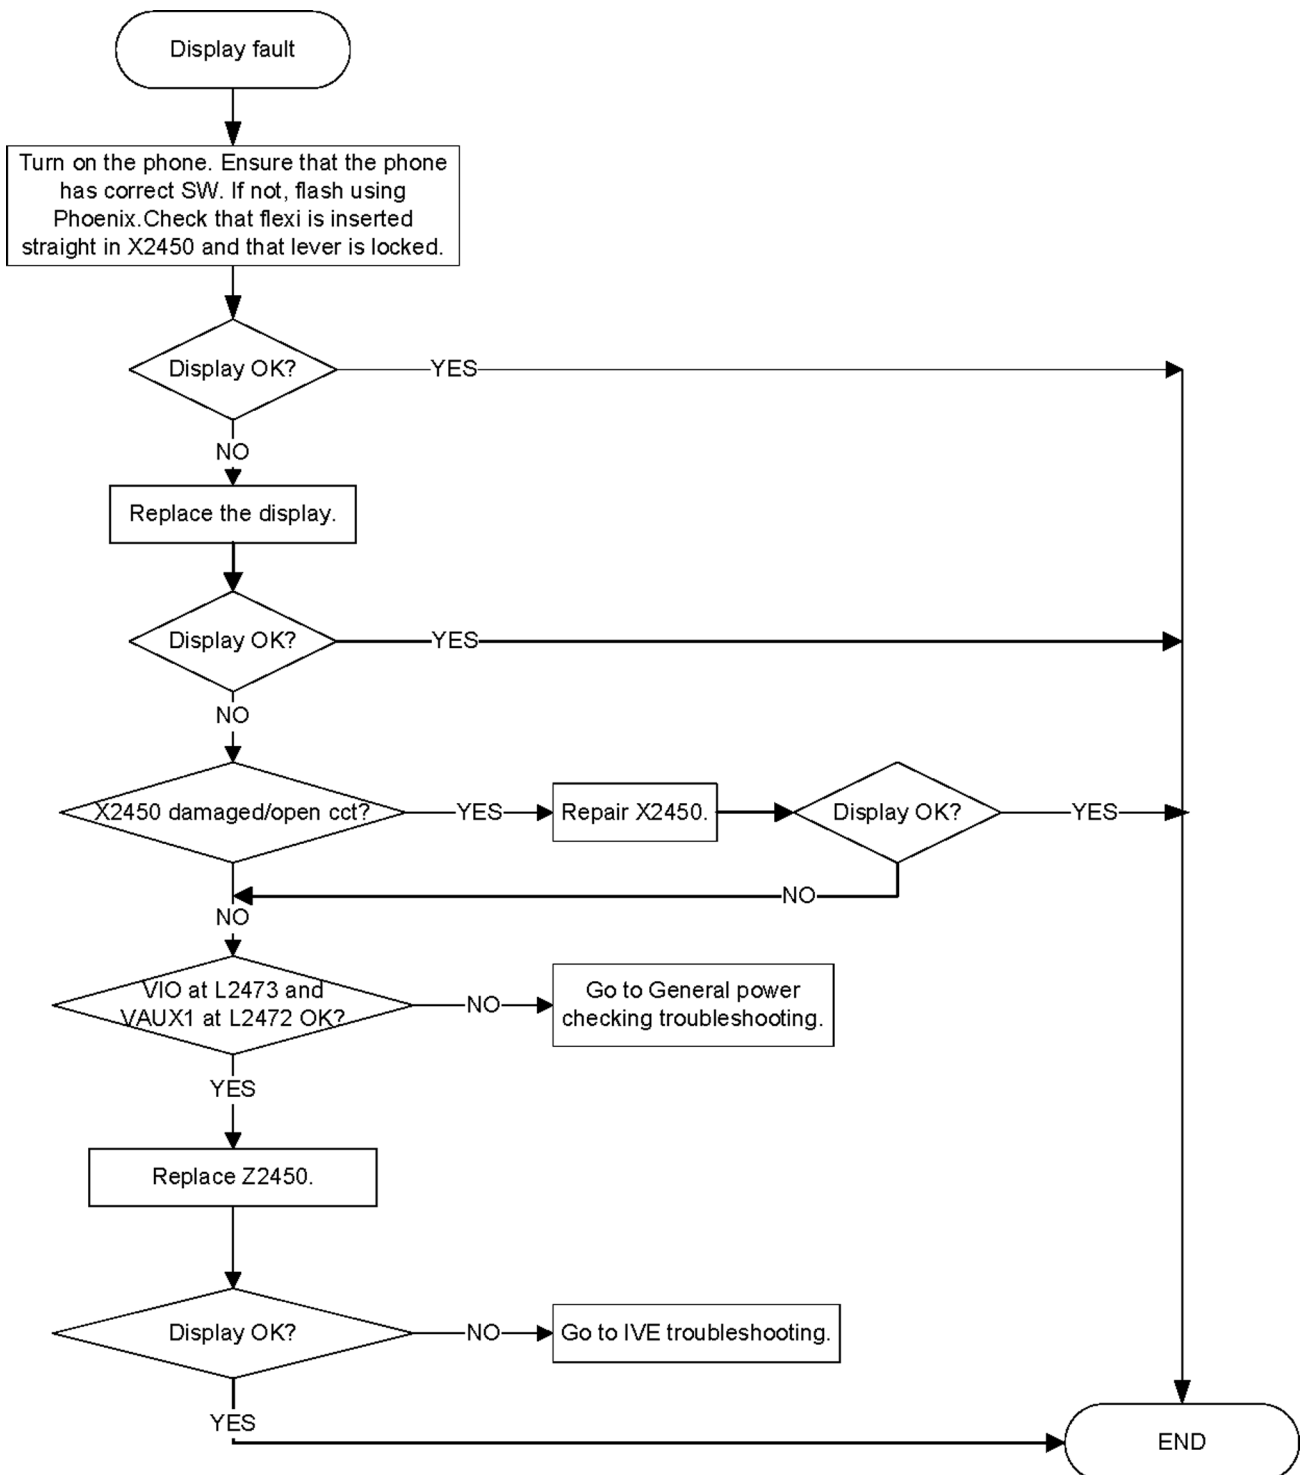 Display fault
Turn on the phone. Ensure that the phone
has correct SW. If not, flash using
Phoenix.Check that flexi is inserted
straight in X2450 and that lever is locked.
Display OK?
YES
NO
Replace the display.
Display OK?
YES
NO
X2450 damaged/open cct?
YES
Repair X2450.
Display OK?
YES
NO
NO
VIO at L2473 and
VAUX1 at L2472 OK?
NO
Go to General power
checking troubleshooting.
YES
Replace Z2450.
Display OK?
NO
Go to IVE troubleshooting.
YES
END